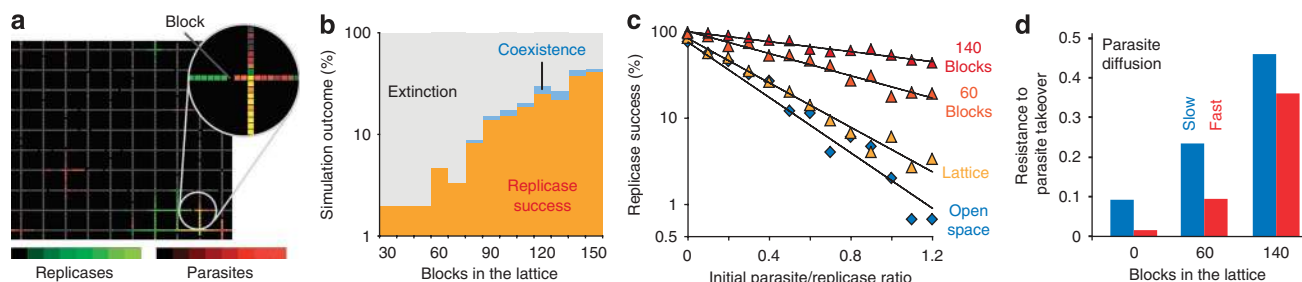 a
Block
Replicases
Parasites
b
Simulation outcome (%)
100
10
1
Coexistence
Extinction
Replicase
success
30
60
90
120
150
Blocks in the lattice
c
Replicase success (%)
100
10
1
0.5
140
Blocks
60
Blocks
Lattice
Open
space
0
0.4
0.8
1.2
Initial parasite/replicase ratio
d
Resistance to
parasite takeover
0.5
0.4
0.3
0.2
0.1
0
Parasite
diffusion
Slow
Fast
0
60
140
Blocks in the lattice